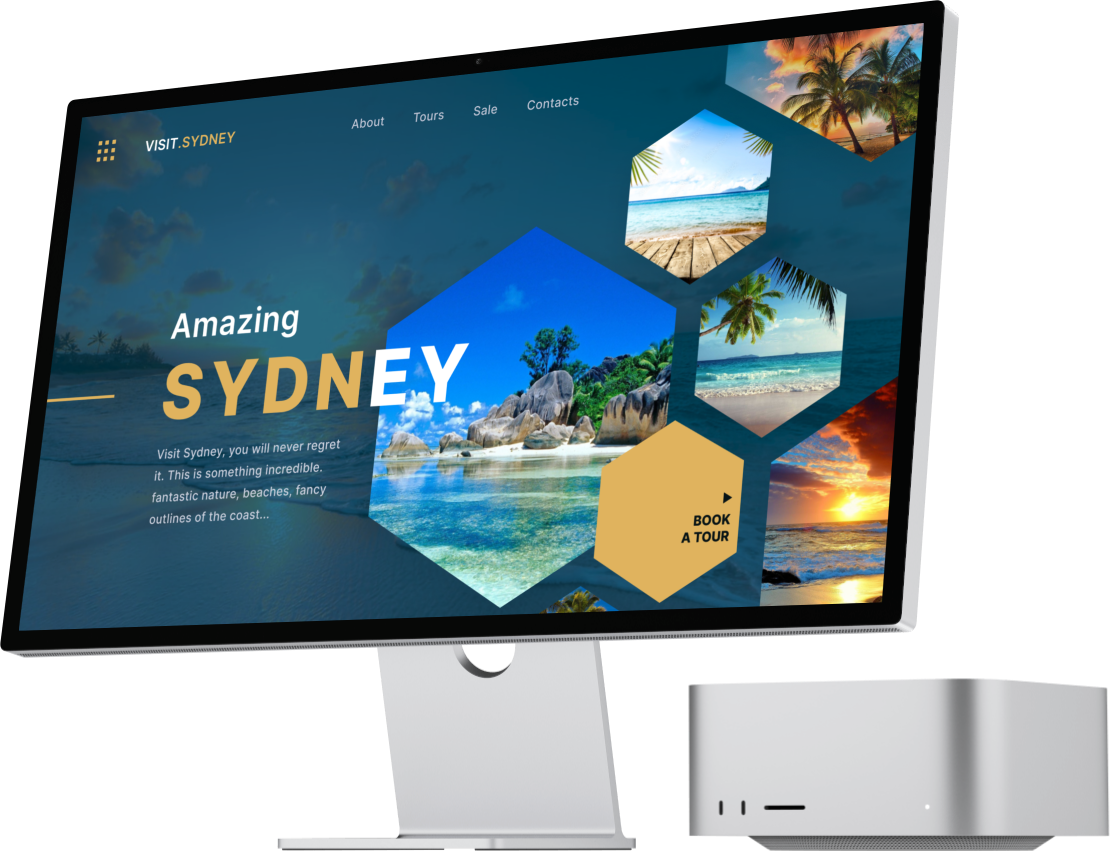 VISIT.SYDNEY
About
Tours
Sale
Contacts
Amazing
SYDNEY
Visit Sydney, you will never regret
it. This is something incredible.
fantastic nature, beaches, fancy
outlines of the coast...
BOOK
A TOUR